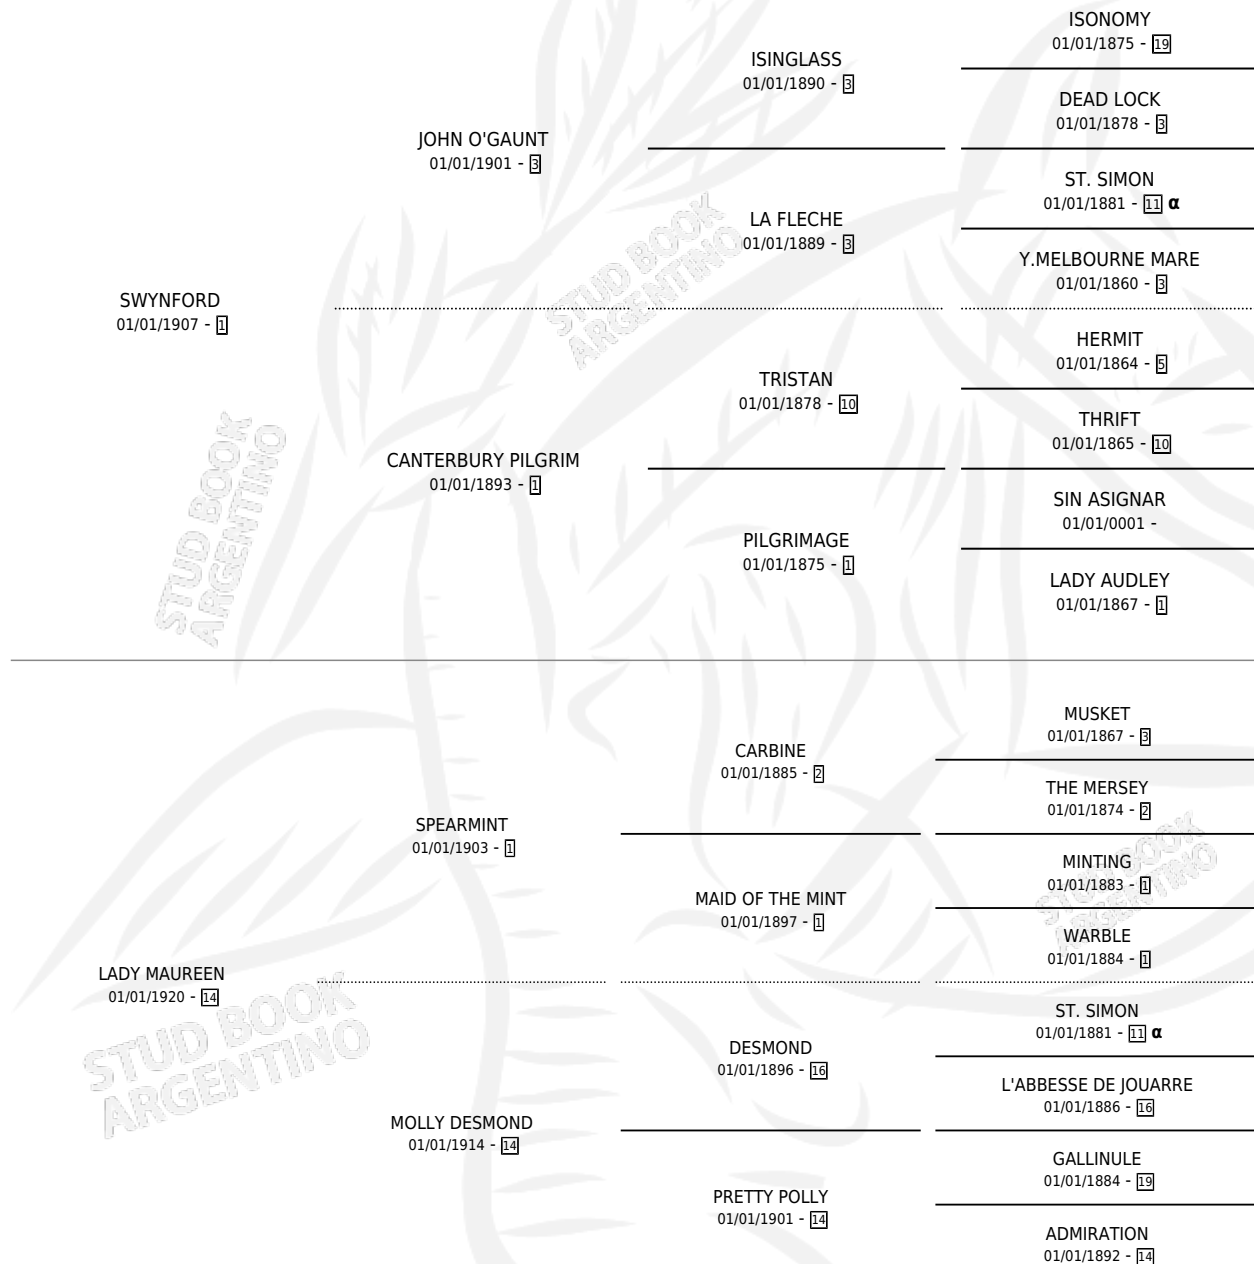 ISONOMY
01/01/1875 - 19
ISINGLASS
01/01/1890 - 3
DEAD LOCK
01/01/1878 - 3
JOHN O'GAUNT
01/01/1901 - 3
ST. SIMON
01/01/1881 - 11 α
LA FLECHE
01/01/1889 - 3
Y.MELBOURNE MARE
01/01/1860 - 3
SWYNFORD
01/01/1907 - 1
HERMIT
01/01/1864 - 5
TRISTAN
01/01/1878 - 10
THRIFT
01/01/1865 - 10
CANTERBURY PILGRIM
01/01/1893 - 1
SIN ASIGNAR
01/01/0001 -
PILGRIMAGE
01/01/1875 - 1
LADY AUDLEY
01/01/1867 - 1
MUSKET
01/01/1867 - 3
CARBINE
01/01/1885 - 2
THE MERSEY
01/01/1874 - 2
SPEARMINT
01/01/1903 - 1
MINTING
01/01/1883 - 1
MAID OF THE MINT
01/01/1897 - 1
WARBLE
01/01/1884 - 1
LADY MAUREEN
01/01/1920 - 14
ST. SIMON
01/01/1881 - 11 α
DESMOND
01/01/1896 - 16
L'ABBESSE DE JOUARRE
01/01/1886 - 16
MOLLY DESMOND
01/01/1914 - 14
GALLINULE
01/01/1884 - 19
PRETTY POLLY
01/01/1901 - 14
ADMIRATION
01/01/1892 - 14
STUD BOOK
ARGENTINO
STUD BOOK
ARGENTINO
STUD BOOK
ARGENTINO
STUD BOOK
ARGENTINO